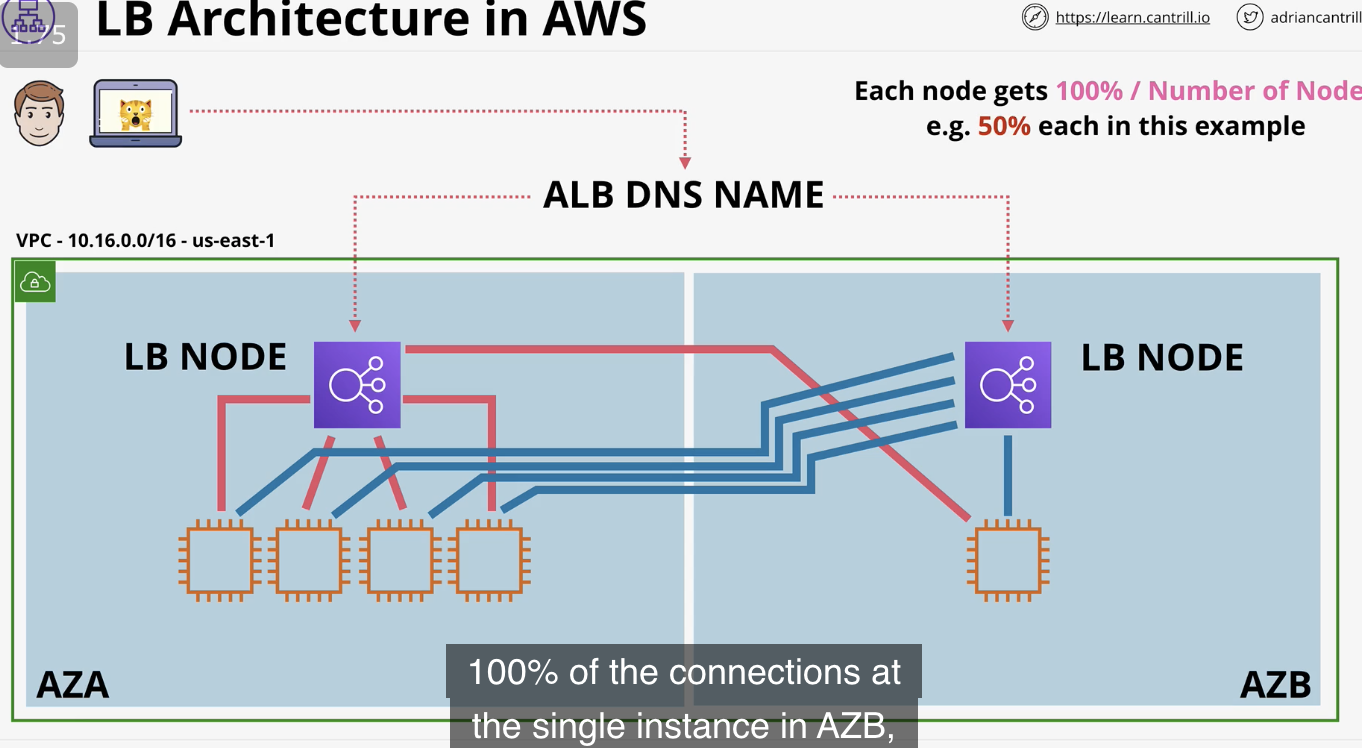 LB Architecture in AWS
https://learn.cantrill.io
adriancantrill
Each node gets 100% / Number of Node
e.g. 50% each in this example
ALB DNS NAME
VPC - 10.16.0.0/16 - us-east-1
LB NODE
LB NODE
AZA
AZB
100% of the connections at
the single instance in AZB,